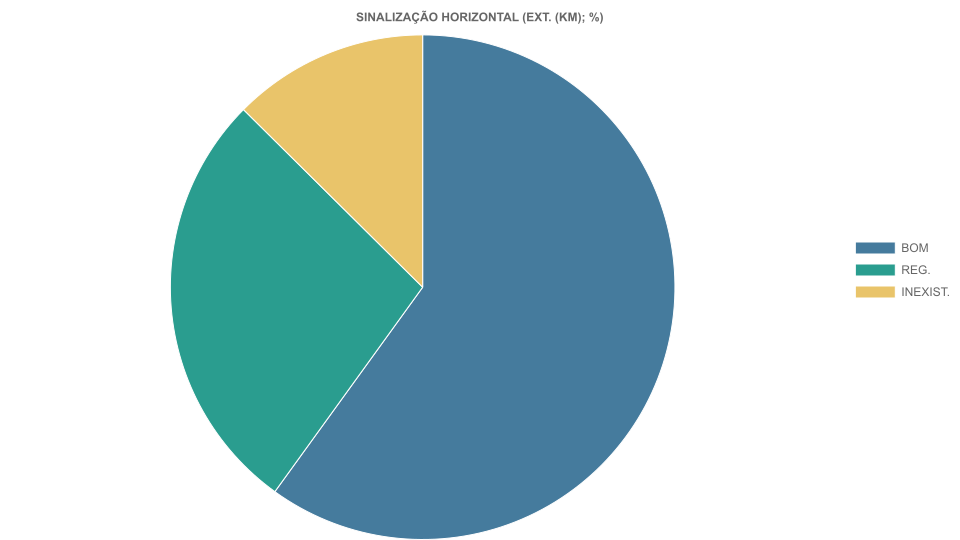 SINALIZAÇÃO HORIZONTAL (EXT. (KM); %)
BOM
REG.
INEXIST.